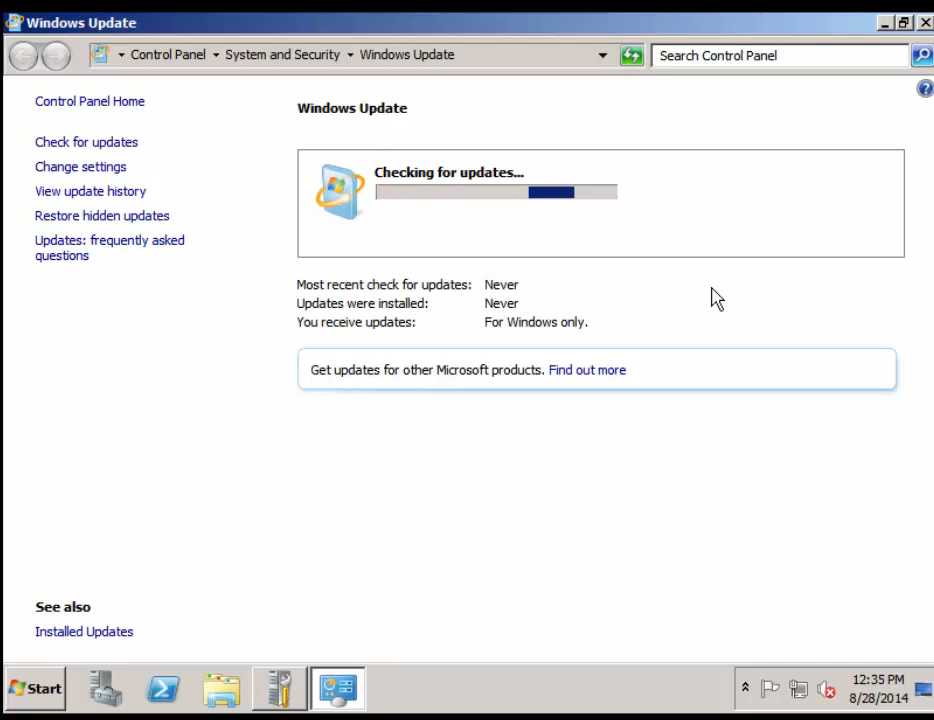 Windows Update
Control Panel System and Security Windows Update Search Control Panel
Control Panel Home
Check for updates
Change settings
View update history
Restore hidden updates
Updates: frequently asked
questions
Windows Update
Checking for updates...
Most recent check for updates: Never
Updates were installed: Never
You receive updates: For Windows only.
Get updates for other Microsoft products. Find out more
See also
Installed Updates
Start
12:35 PM
8/28/2014